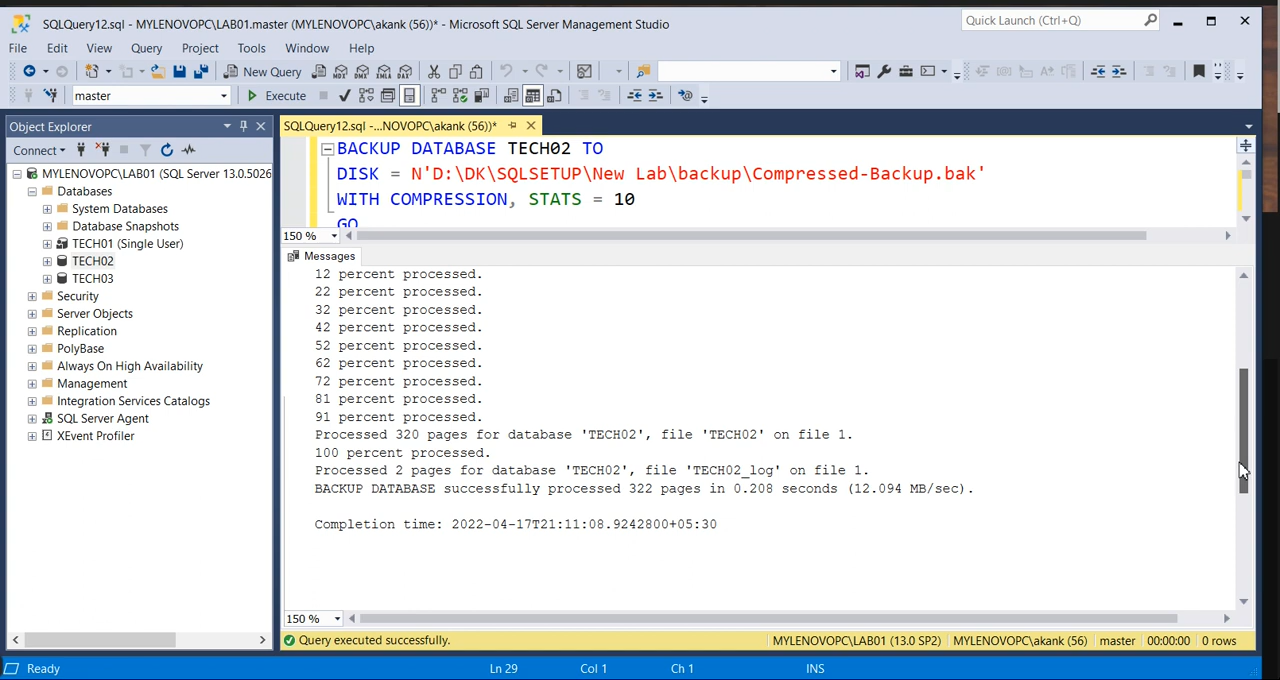 SQLQuery12.sql - MYLENOVOPC\LAB01.master (MYLENOVOPC\akank (56))* - Microsoft SQL Server Management Studio
Quick Launch (Ctrl+Q)
File Edit View Query Project Tools Window Help
New Query
MDX DMX XMLA DAX
master
Execute
Object Explorer
Connect
MYLENOVOPC\LAB01 (SQL Server 13.0.5026
Databases
System Databases
Database Snapshots
TECH01 (Single User)
TECH02
TECH03
Security
Server Objects
Replication
PolyBase
Always On High Availability
Management
Integration Services Catalogs
SQL Server Agent
XEvent Profiler
SQLQuery12.sql -...NOVOPC\akank (56))*
BACKUP DATABASE TECH02 TO
DISK = N'D:\DK\SQLSETUP\New Lab\backup\Compressed-Backup.bak'
WITH COMPRESSION, STATS = 10
GO
150 %
Messages
12 percent processed.
22 percent processed.
32 percent processed.
42 percent processed.
52 percent processed.
62 percent processed.
72 percent processed.
81 percent processed.
91 percent processed.
Processed 320 pages for database 'TECH02', file 'TECH02' on file 1.
100 percent processed.
Processed 2 pages for database 'TECH02', file 'TECH02_log' on file 1.
BACKUP DATABASE successfully processed 322 pages in 0.208 seconds (12.094 MB/sec).
Completion time: 2022-04-17T21:11:08.9242800+05:30
150 %
Query executed successfully.
MYLENOVOPC\LAB01 (13.0 SP2) MYLENOVOPC\akank (56) master 00:00:00 0 rows
Ready Ln 29 Col 1 Ch 1 INS